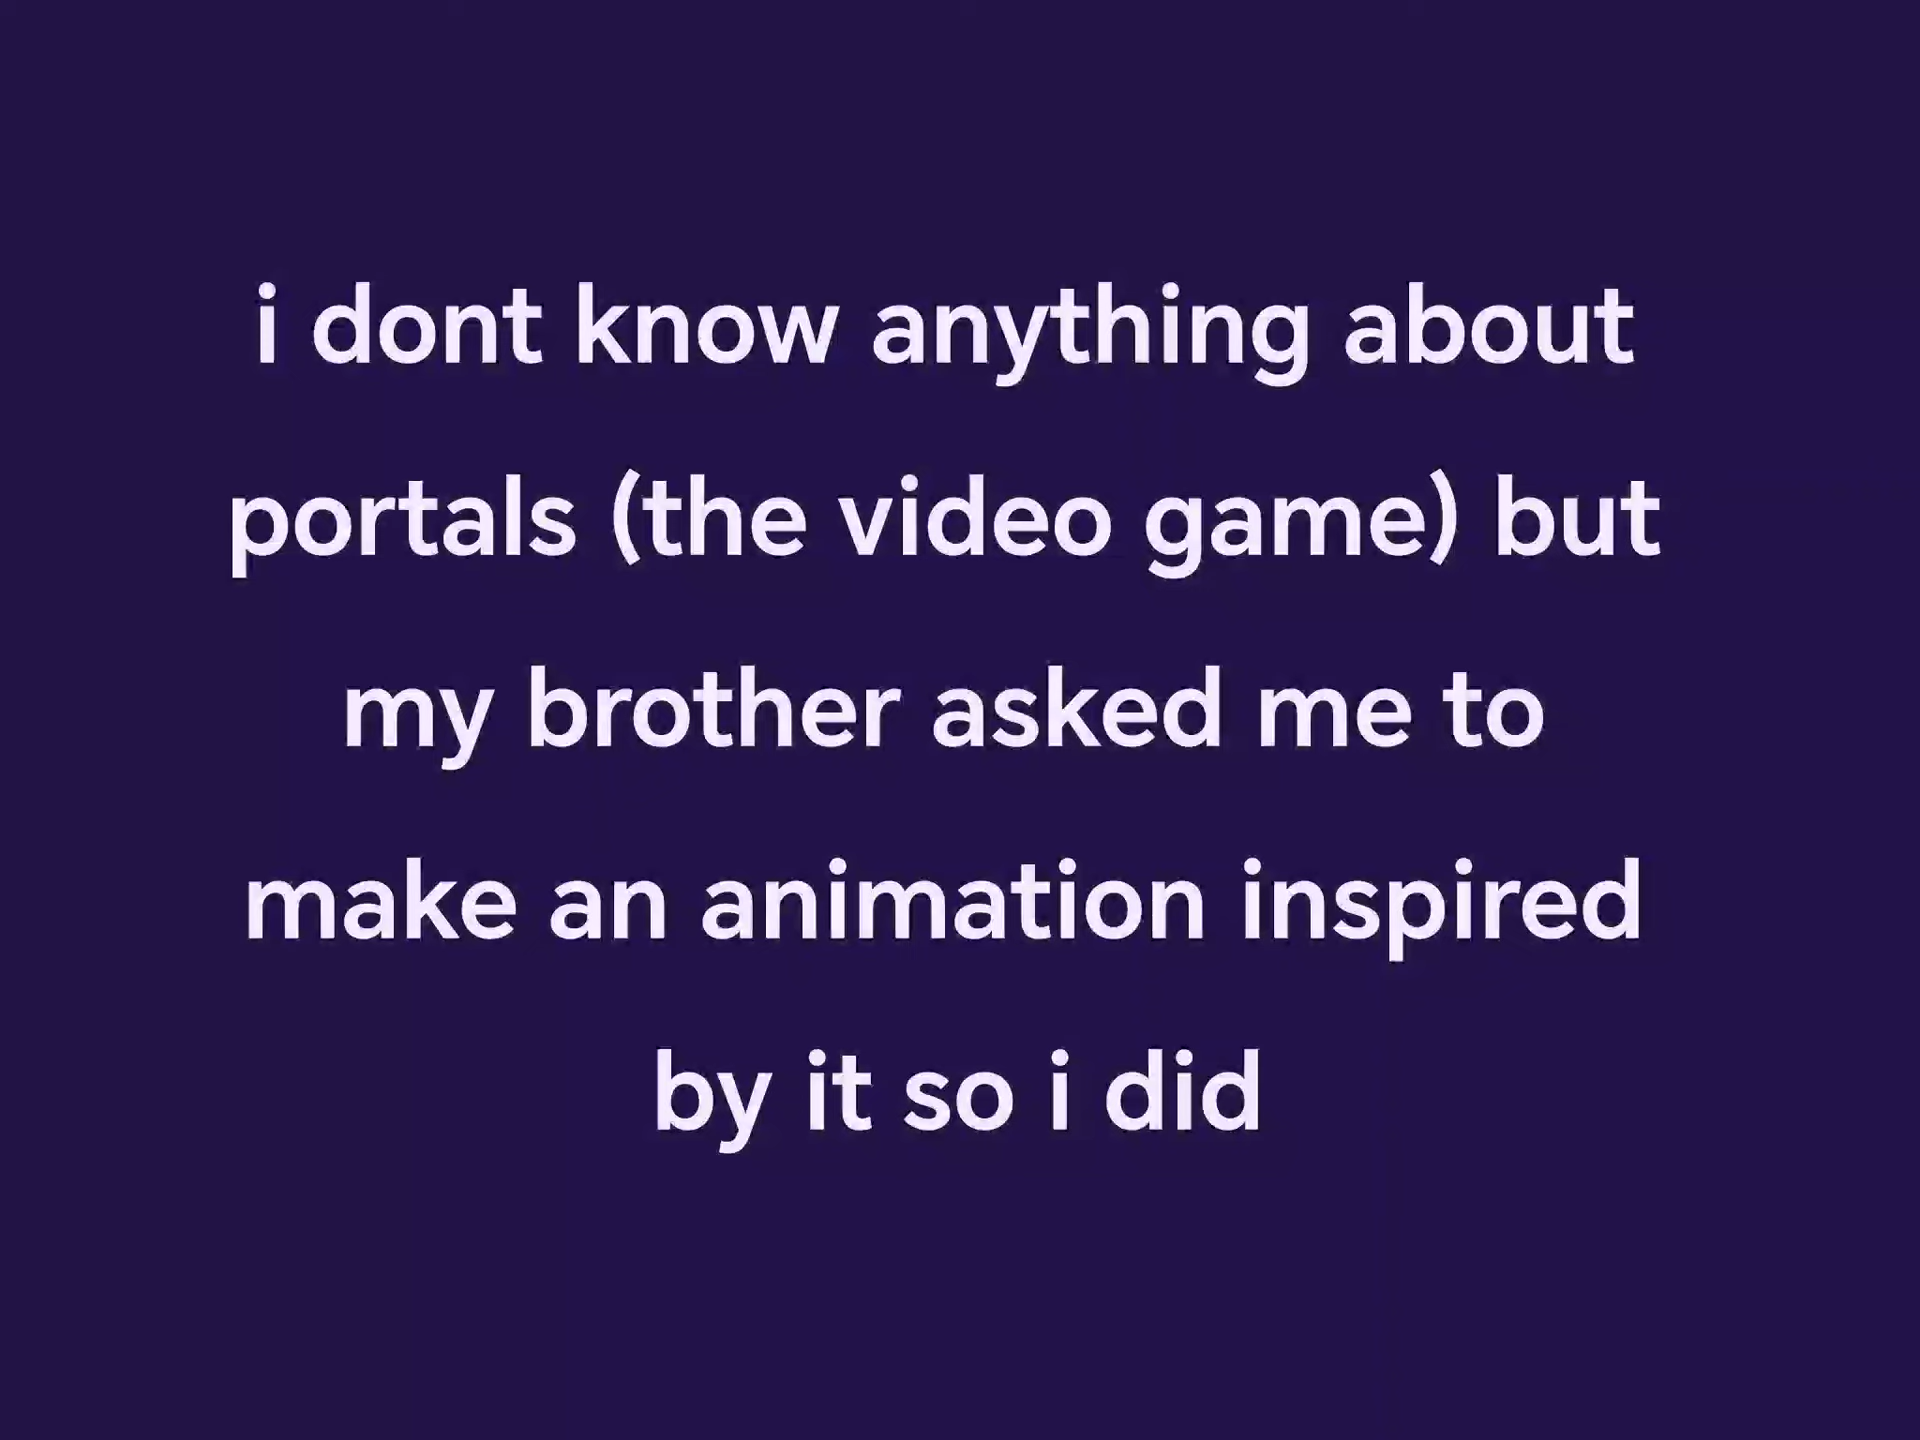 i dont know anything about
portals (the video game) but
my brother asked me to
make an animation inspired
by it so i did